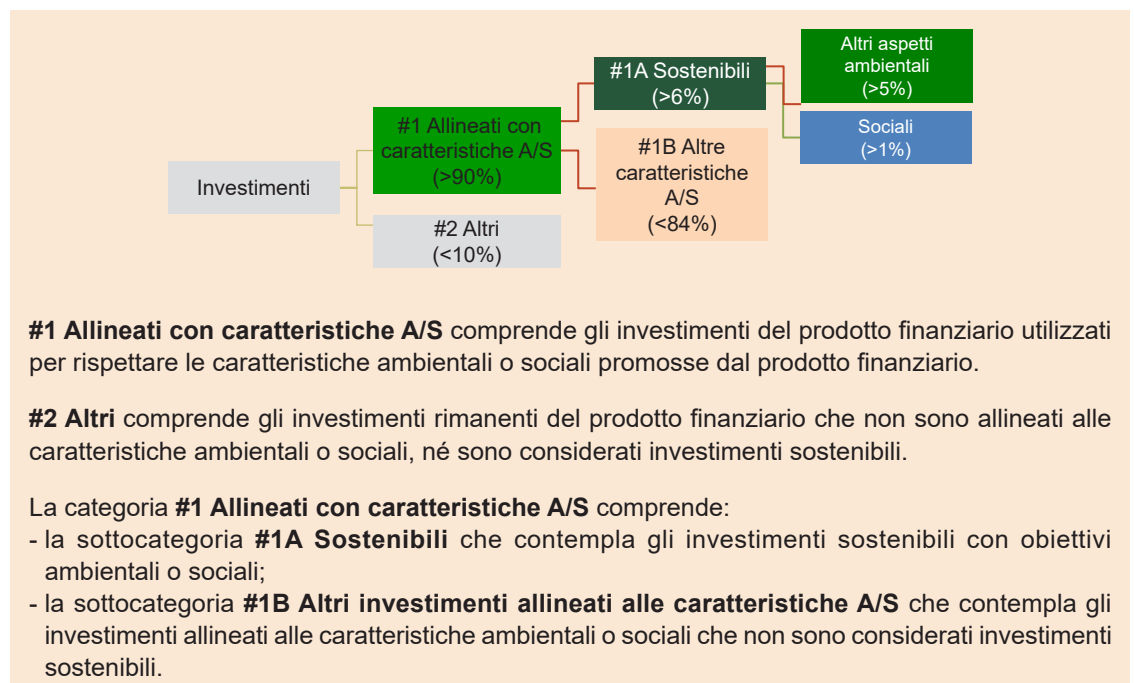 Investimenti
#1 Allineati con
caratteristiche A/S
(>90%)
#2 Altri
(<10%)
#1A Sostenibili
(>6%)
#1B Altre
caratteristiche
A/S
(<84%)
Altri aspetti
ambientali
(>5%)
Sociali
(>1%)
#1 Allineati con caratteristiche A/S comprende gli investimenti del prodotto finanziario utilizzati
per rispettare le caratteristiche ambientali o sociali promosse dal prodotto finanziario.
#2 Altri comprende gli investimenti rimanenti del prodotto finanziario che non sono allineati alle
caratteristiche ambientali o sociali, né sono considerati investimenti sostenibili.
La categoria #1 Allineati con caratteristiche A/S comprende:
- la sottocategoria #1A Sostenibili che contempla gli investimenti sostenibili con obiettivi
ambientali o sociali;
- la sottocategoria #1B Altri investimenti allineati alle caratteristiche A/S che contempla gli
investimenti allineati alle caratteristiche ambientali o sociali che non sono considerati investimenti
sostenibili.